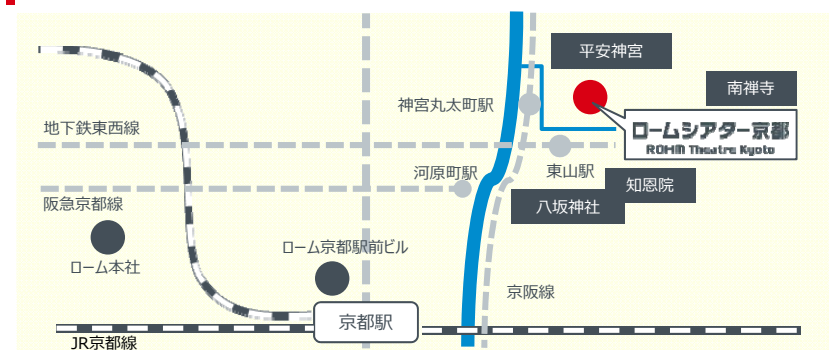 平安神宮
南禅寺
神宮丸太町駅
地下鉄東西線
ロームシアター京都
ROHM Theatre Kyoto
河原町駅
東山駅
知恩院
阪急京都線
八坂神社
ローム本社
ローム京都駅前ビル
京阪線
京都駅
JR京都線